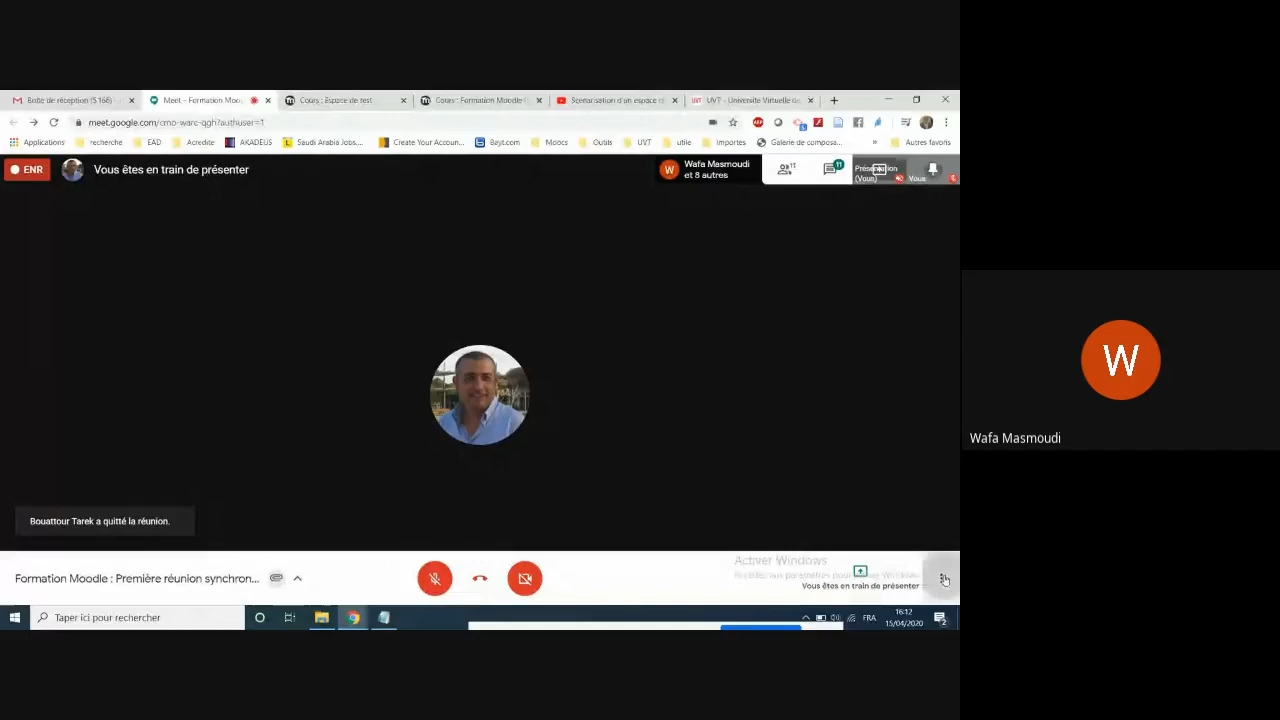 Boîte de réception (5 166)
Meet – Formation Moo
Cours : Espace de test
Cours : Formation Moodle
Scénarisation d'un espace d
UVT - Université Virtuelle de
meet.google.com/cmo-warc-qgh?authuser=1
Applications
recherche
EAD
Acredite
AKADEUS
Saudi Arabia Jobs,...
Create Your Accoun...
Bayt.com
Moocs
Outils
UVT
utile
Importés
Galerie de composa...
»
Autres favoris
ENR
Vous êtes en train de présenter
W
Wafa Masmoudi
et 8 autres
11
11
Présentation
(Vous)
Vous
W
Wafa Masmoudi
Bouattour Tarek a quitté la réunion.
Formation Moodle : Première réunion synchron...
Activer Windows
Vous êtes en train de présenter
Taper ici pour rechercher
FRA
16:12
15/04/2020
2